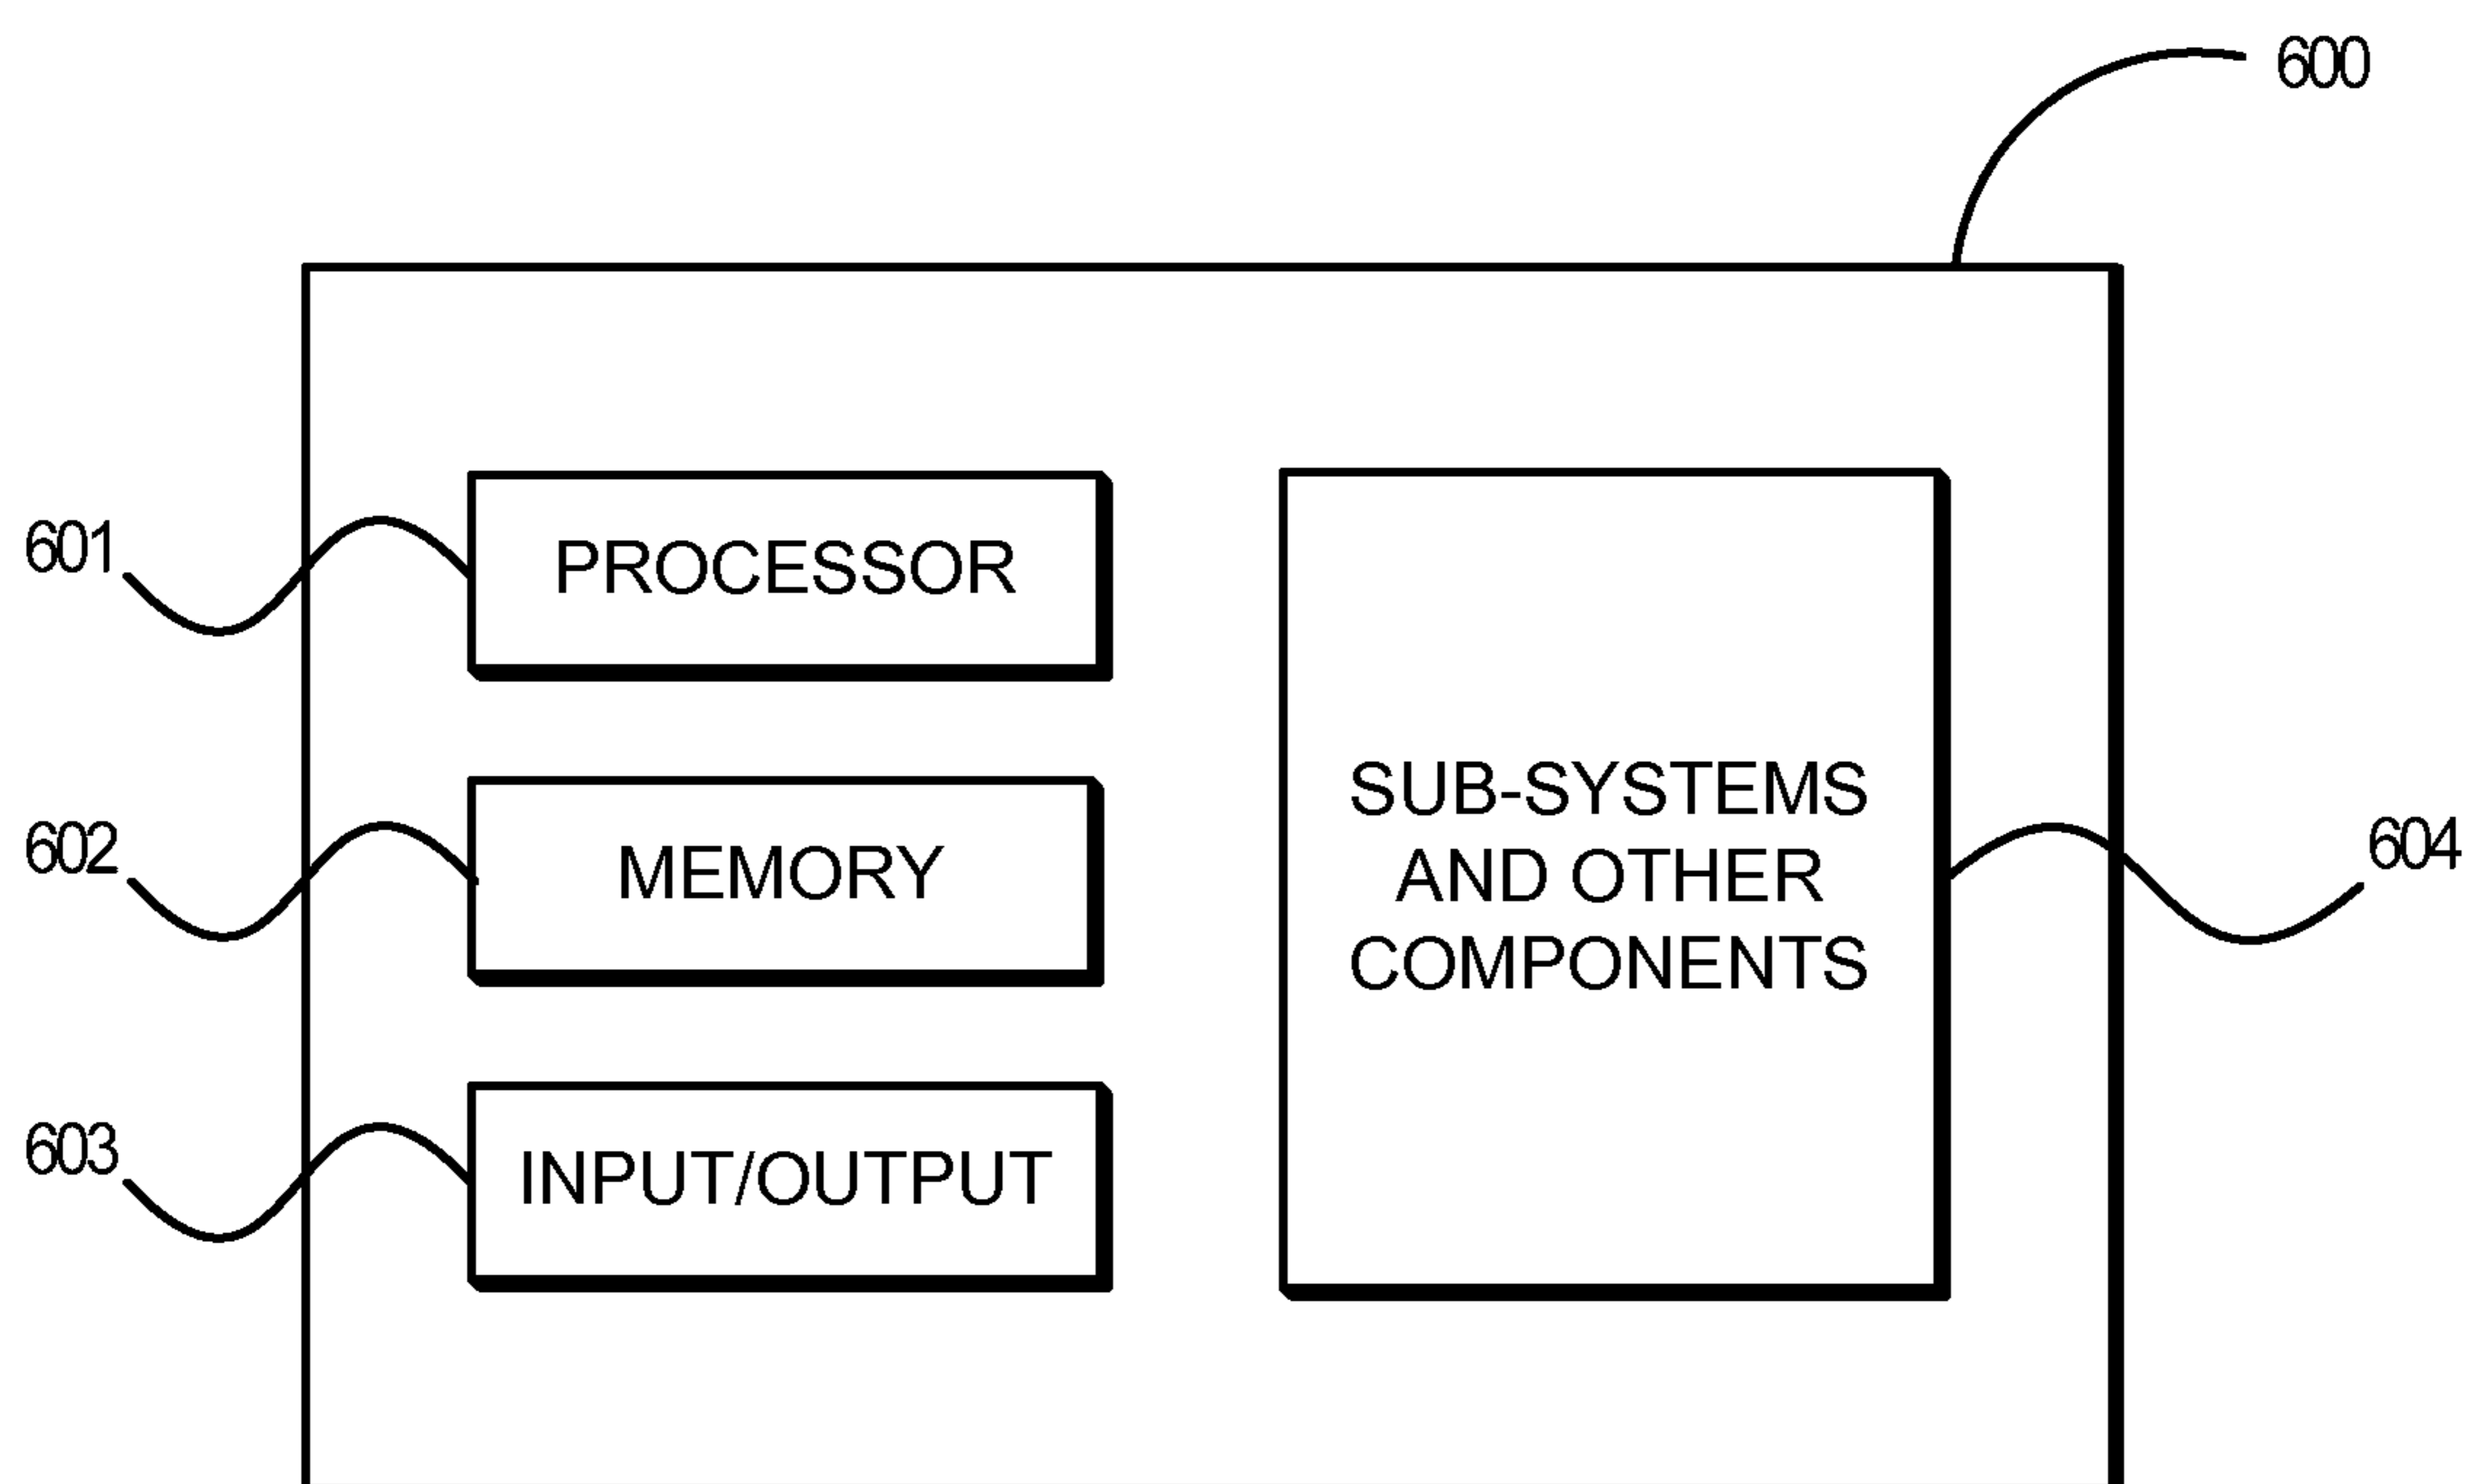 600
601
PROCESSOR
602
MEMORY
603
INPUT/OUTPUT
SUB-SYSTEMS
AND OTHER
COMPONENTS
604